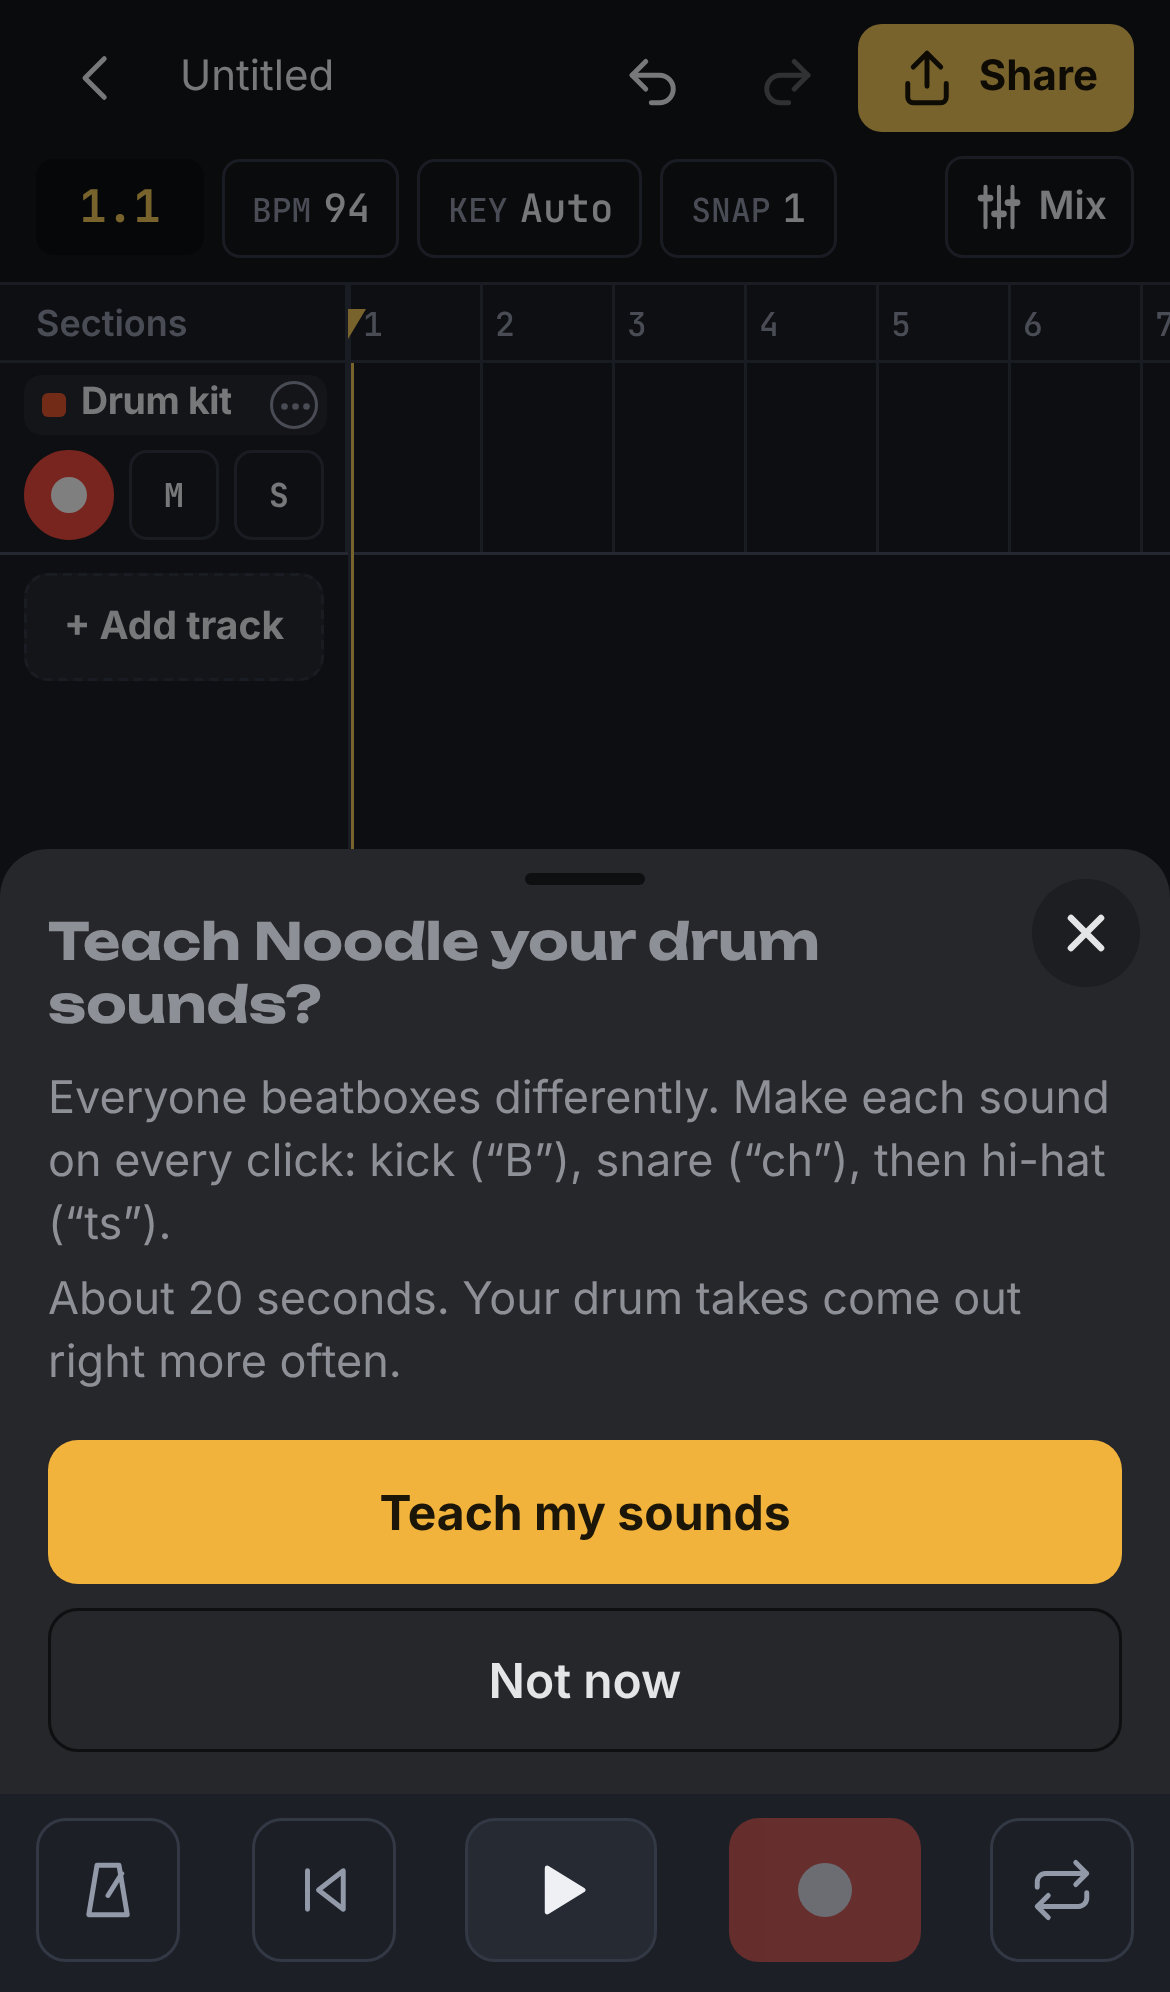 Untitled
Share
1.1
BPM 94
KEY Auto
SNAP 1
Mix
Sections
1 2 3 4 5 6 7
Drum kit
M
S
+ Add track
Teach Noodle your drum
sounds?
Everyone beatboxes differently. Make each sound
on every click: kick (“B”), snare (“ch”), then hi-hat
(“ts”).
About 20 seconds. Your drum takes come out
right more often.
Teach my sounds
Not now